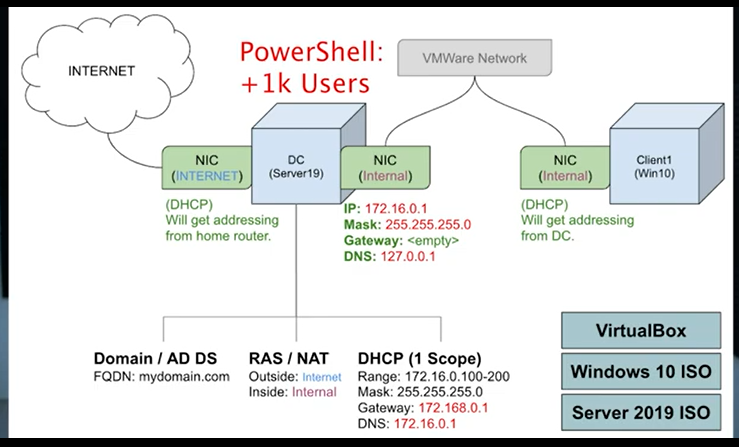 PowerShell:
+1k Users
INTERNET
VMWare Network
NIC
(INTERNET)
DC
(Server19)
NIC
(Internal)
NIC
(Internal)
Client1
(Win10)
(DHCP)
Will get addressing
from home router.
IP: 172.16.0.1
Mask: 255.255.255.0
Gateway: <empty>
DNS: 127.0.0.1
(DHCP)
Will get addressing
from DC.
Domain / AD DS
FQDN: mydomain.com
RAS / NAT
Outside: Internet
Inside: Internal
DHCP (1 Scope)
Range: 172.16.0.100-200
Mask: 255.255.255.0
Gateway: 172.168.0.1
DNS: 172.16.0.1
VirtualBox
Windows 10 ISO
Server 2019 ISO